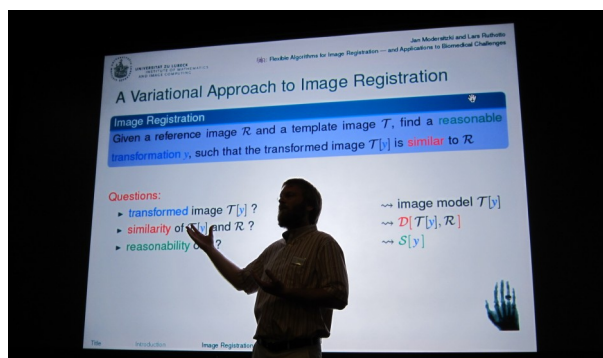 Jan Modersitzki and Lars Ruthotto
Flexible Algorithms for Image Registration — and Applications to Biomedical Challenges
UNIVERSITÄT ZU LÜBECK
INSTITUTE OF MATHEMATICS
AND IMAGE COMPUTING
A Variational Approach to Image Registration
Image Registration
Given a reference image R and a template image T, find a reasonable
transformation y, such that the transformed image T[y] is similar to R
Questions:
► transformed image T[y] ? ⇝ image model T[y]
► similarity of T[y] and R ? ⇝ D[ T[y], R ]
► reasonability ? ⇝ S[y]
Title Introduction Image Registration